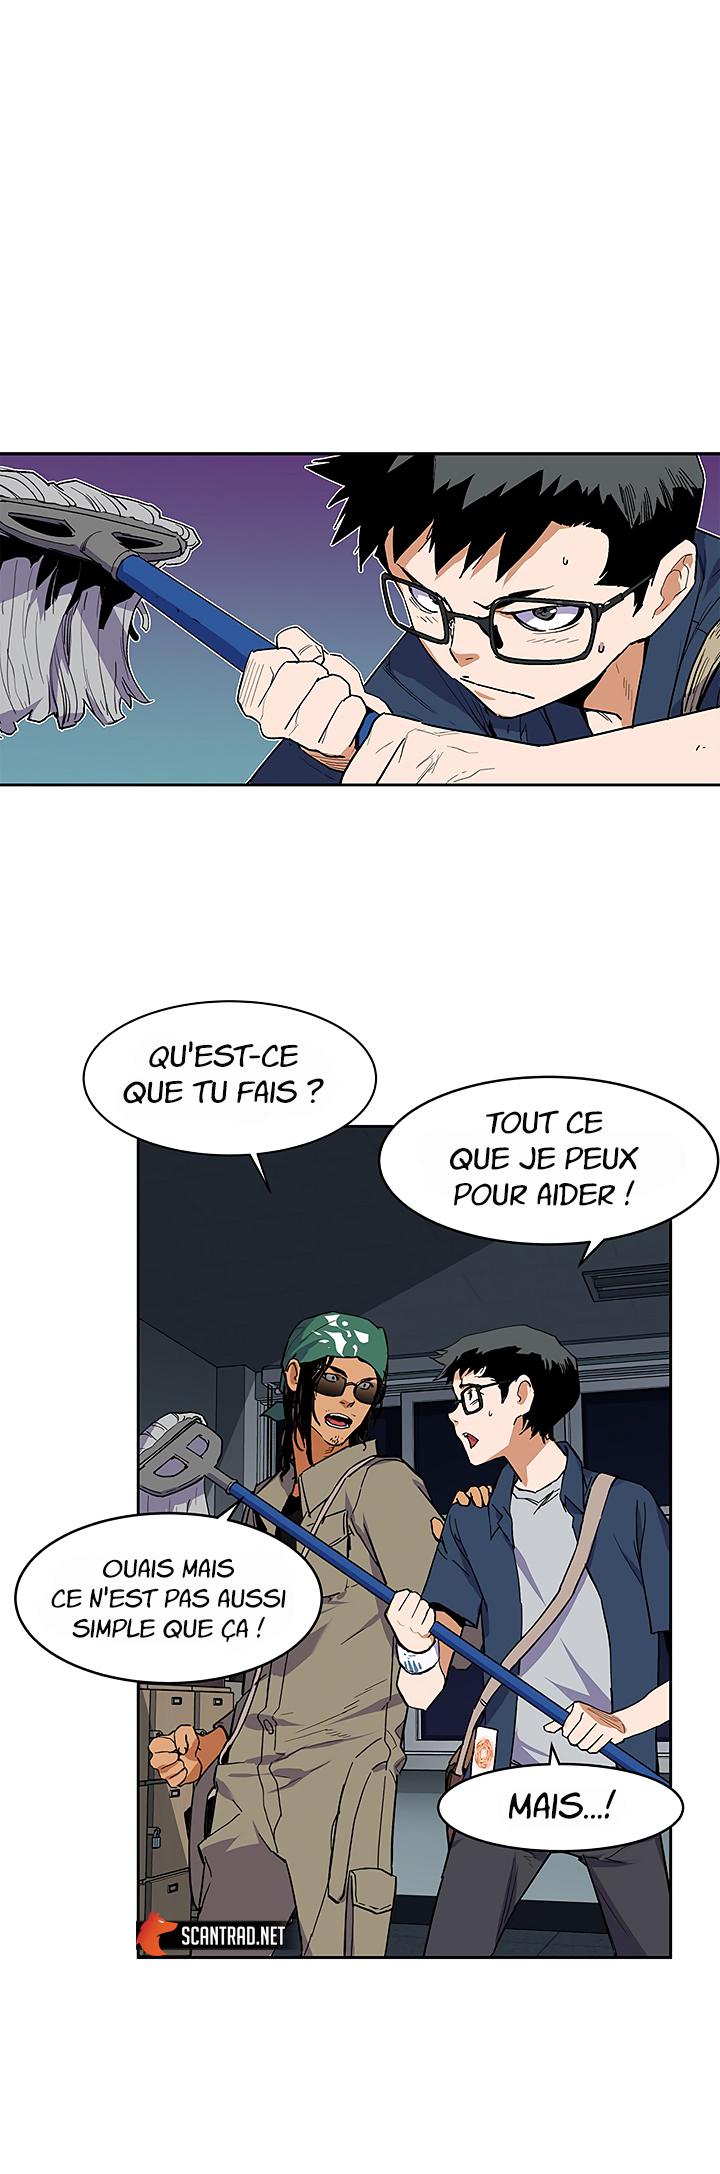 QU'EST-CE
QUE TU FAIS ?
TOUT CE
QUE JE PEUX
POUR AIDER !
OUAIS MAIS
CE N'EST PAS AUSSI
SIMPLE QUE ÇA !
MAIS...!
SCANTRAD.NET